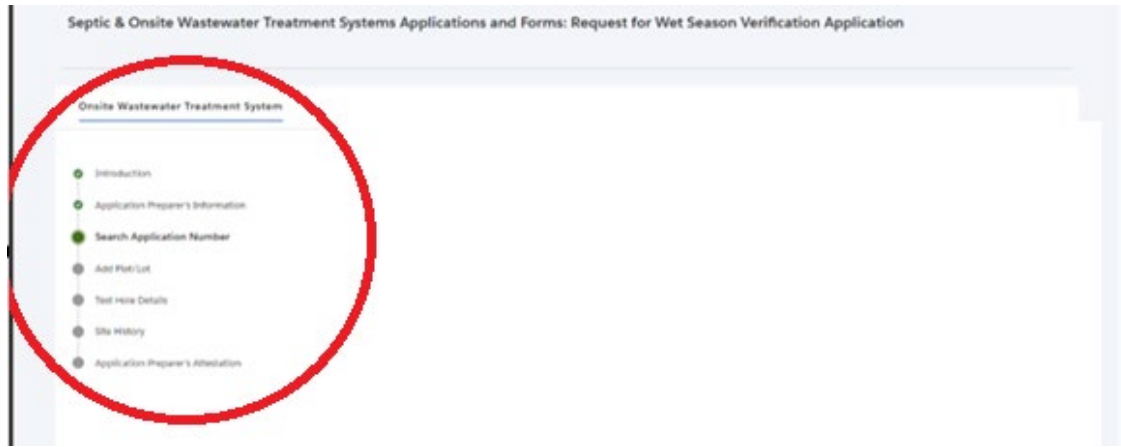 Septic & Onsite Wastewater Treatment Systems Applications and Forms: Request for Wet Season Verification Application
Onsite Wastewater Treatment System
Introduction
Application Preparer's Information
Search Application Number
Add Plat/Lot
Test Hole Details
Site History
Application Preparer's Attestation